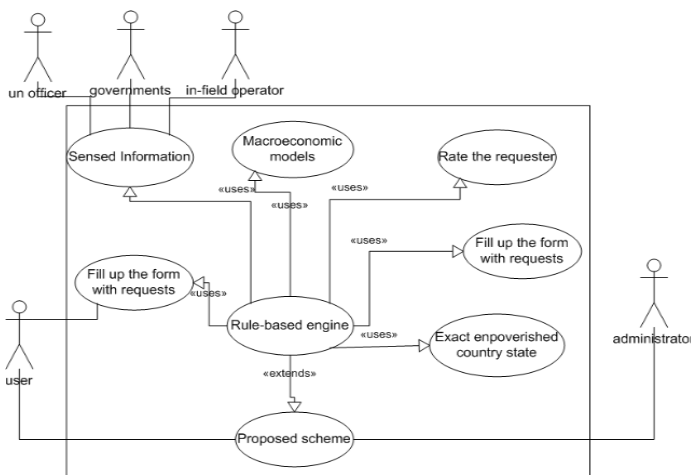 un officer
governments
in-field operator
Sensed Information
Macroeconomic
models
Rate the requester
«uses»
«uses»
«uses»
«uses»
Fill up the form
with requests
Fill up the form
with requests
«uses»
Rule-based engine
«uses»
Exact enpoverished
country state
administrator
user
«extends»
Proposed scheme